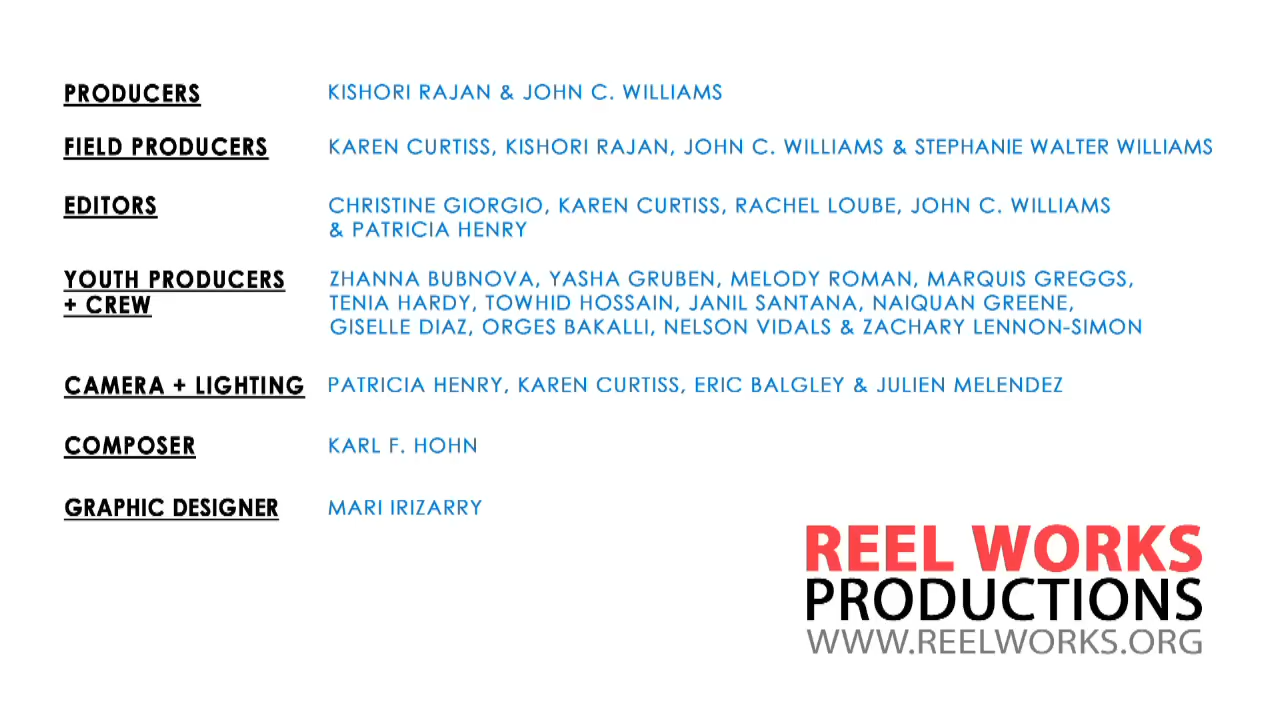 PRODUCERS KISHORI RAJAN & JOHN C. WILLIAMS
FIELD PRODUCERS KAREN CURTISS, KISHORI RAJAN, JOHN C. WILLIAMS & STEPHANIE WALTER WILLIAMS
EDITORS CHRISTINE GIORGIO, KAREN CURTISS, RACHEL LOUBE, JOHN C. WILLIAMS
& PATRICIA HENRY
YOUTH PRODUCERS ZHANNA BUBNOVA, YASHA GRUBEN, MELODY ROMAN, MARQUIS GREGGS,
+ CREW TENIA HARDY, TOWHID HOSSAIN, JANIL SANTANA, NAIQUAN GREENE,
GISELLE DIAZ, ORGES BAKALLI, NELSON VIDALS & ZACHARY LENNON-SIMON
CAMERA + LIGHTING PATRICIA HENRY, KAREN CURTISS, ERIC BALGLEY & JULIEN MELENDEZ
COMPOSER KARL F. HOHN
GRAPHIC DESIGNER MARI IRIZARRY
REEL WORKS
PRODUCTIONS
WWW.REELWORKS.ORG